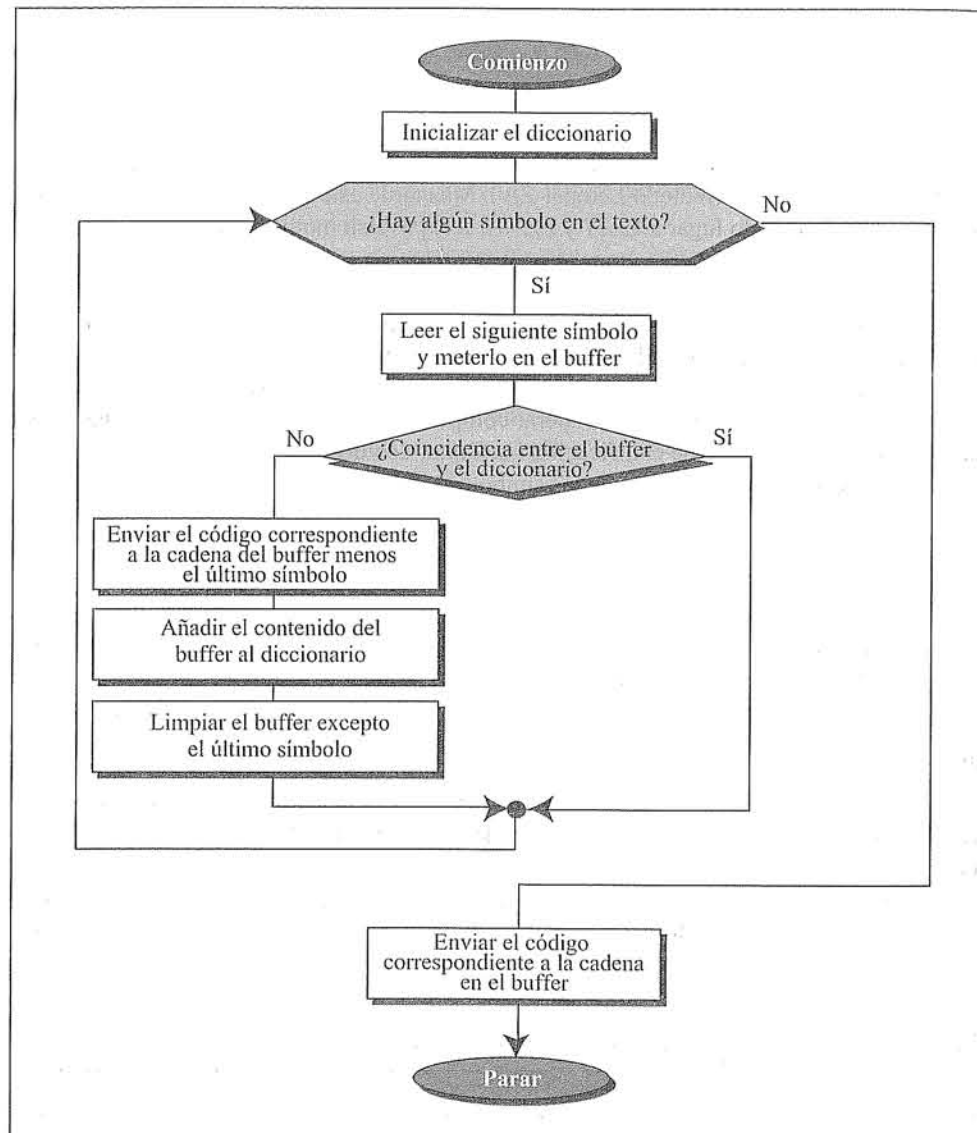 Comienzo
Inicializar el diccionario
¿Hay algún símbolo en el texto?
No
Sí
Leer el siguiente símbolo
y meterlo en el buffer
No
¿Coincidencia entre el buffer
y el diccionario?
Sí
Enviar el código correspondiente
a la cadena del buffer menos
el último símbolo
Añadir el contenido del
buffer al diccionario
Limpiar el buffer excepto
el último símbolo
Enviar el código
correspondiente a la cadena
en el buffer
Parar